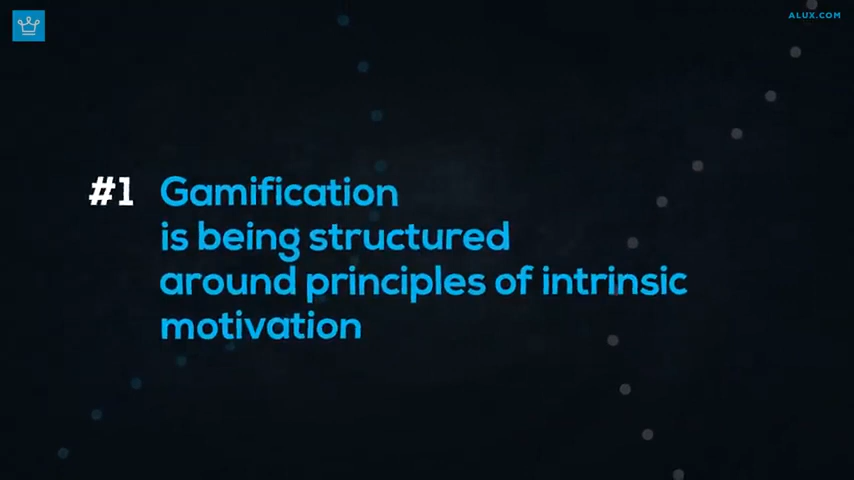 ALUX.COM
#1 Gamification
is being structured
around principles of intrinsic
motivation